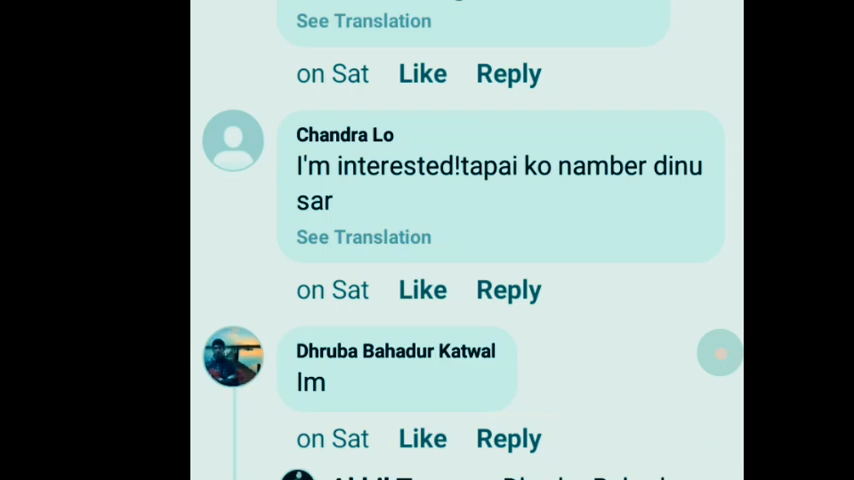 See Translation
on Sat Like Reply
Chandra Lo
I'm interested!tapai ko namber dinu
sar
See Translation
on Sat Like Reply
Dhruba Bahadur Katwal
Im
on Sat Like Reply